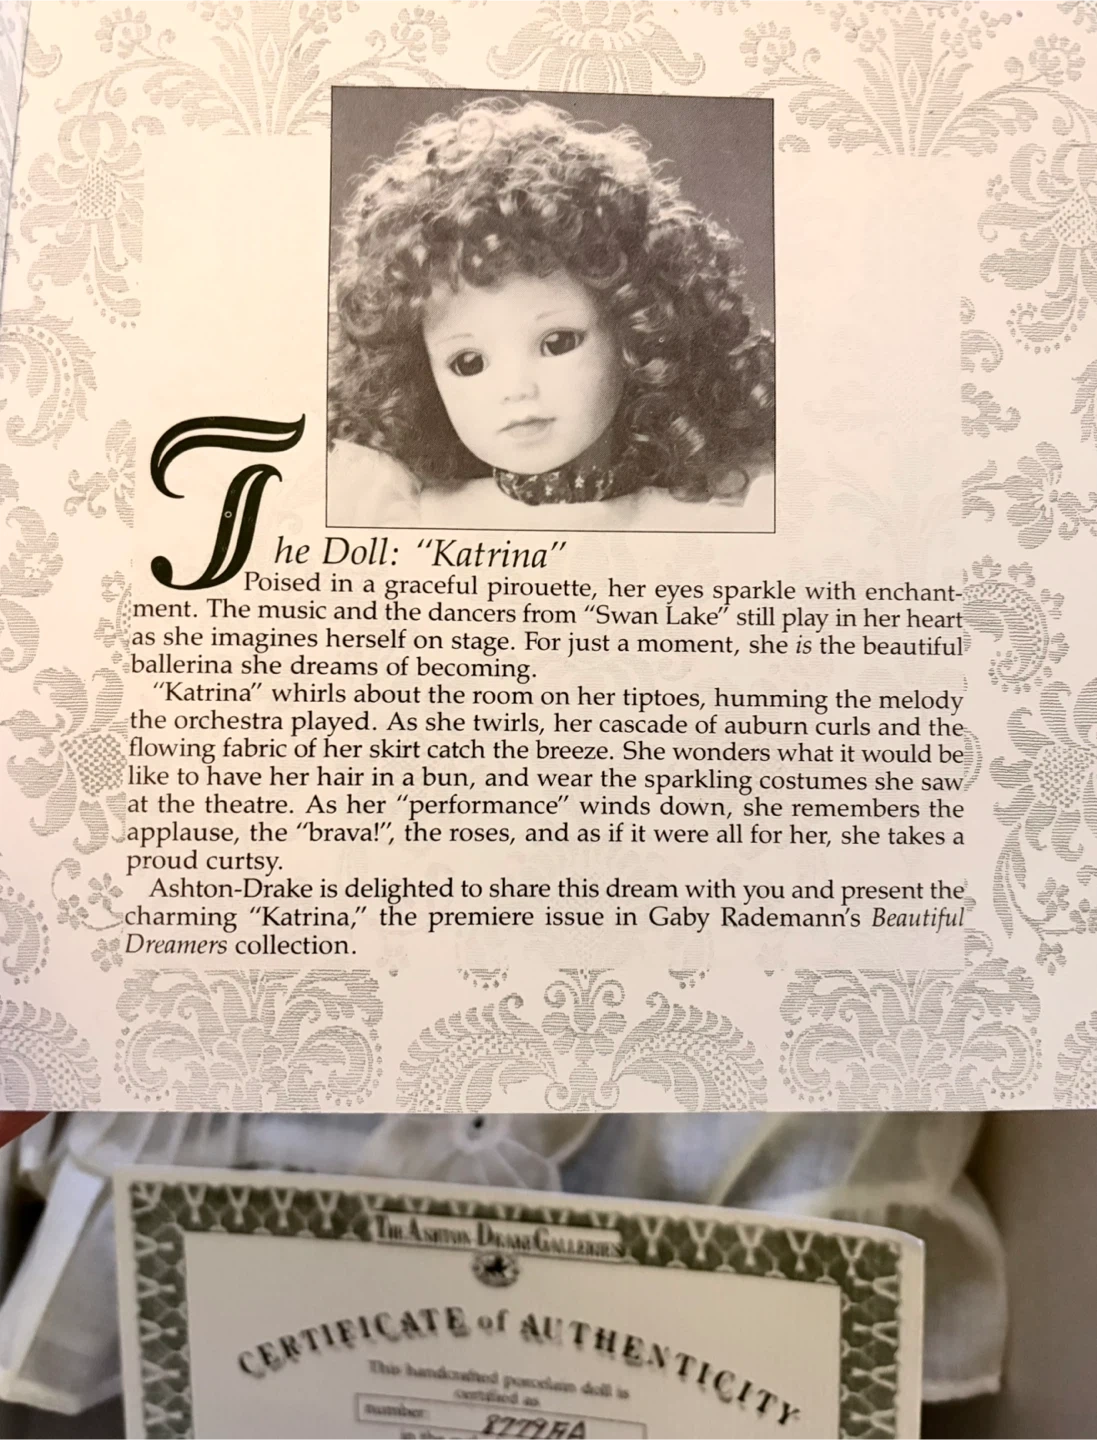 The Doll: "Katrina"
Poised in a graceful pirouette, her eyes sparkle with enchant-
ment. The music and the dancers from "Swan Lake" still play in her heart
as she imagines herself on stage. For just a moment, she is the beautiful
ballerina she dreams of becoming.
"Katrina" whirls about the room on her tiptoes, humming the melody
the orchestra played. As she twirls, her cascade of auburn curls and the
flowing fabric of her skirt catch the breeze. She wonders what it would be
like to have her hair in a bun, and wear the sparkling costumes she saw
at the theatre. As her "performance" winds down, she remembers the
applause, the "brava!", the roses, and as if it were all for her, she takes a
proud curtsy.
Ashton-Drake is delighted to share this dream with you and present the
charming "Katrina," the premiere issue in Gaby Rademann's Beautiful
Dreamers collection.
THE ASHTON-DRAKE GALLERIES
CERTIFICATE of AUTHENTICITY
This handcrafted porcelain doll is
certified as
number